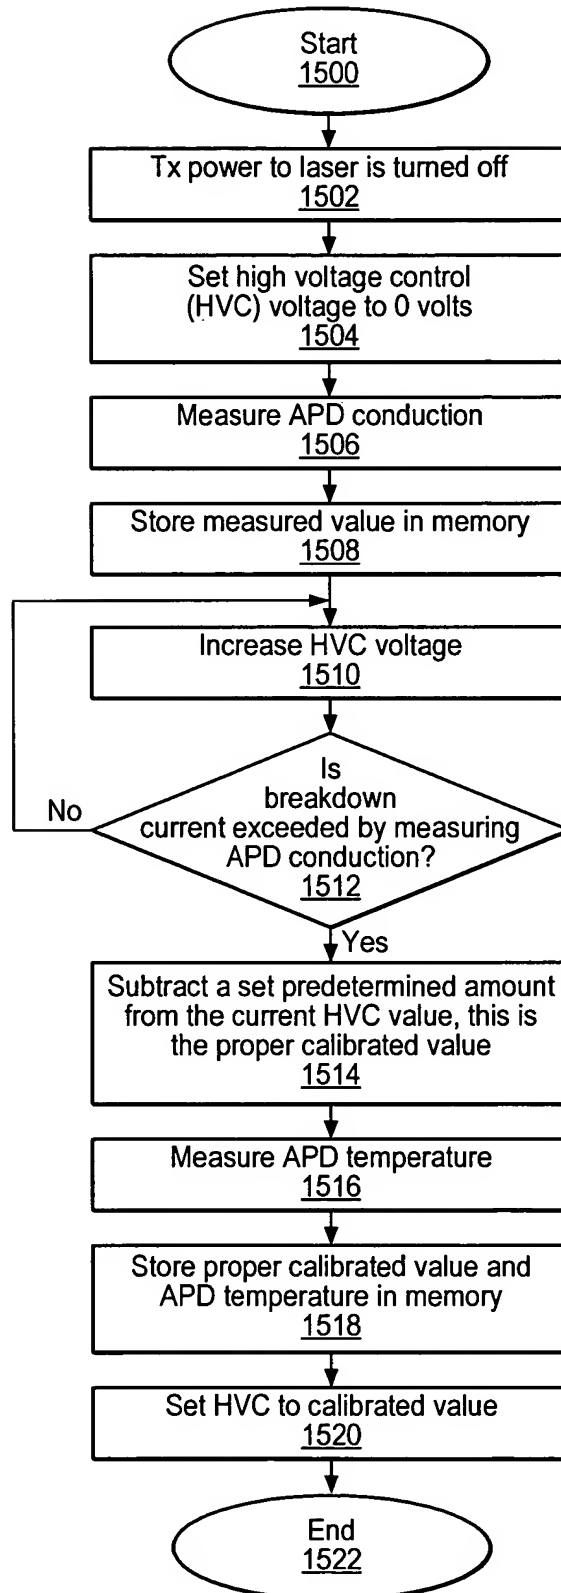 Start
1500
Tx power to laser is turned off
1502
Set high voltage control
(HVC) voltage to 0 volts
1504
Measure APD conduction
1506
Store measured value in memory
1508
Increase HVC voltage
1510
Is
breakdown
current exceeded by measuring
APD conduction?
1512
No
Yes
Subtract a set predetermined amount
from the current HVC value, this is
the proper calibrated value
1514
Measure APD temperature
1516
Store proper calibrated value and
APD temperature in memory
1518
Set HVC to calibrated value
1520
End
1522